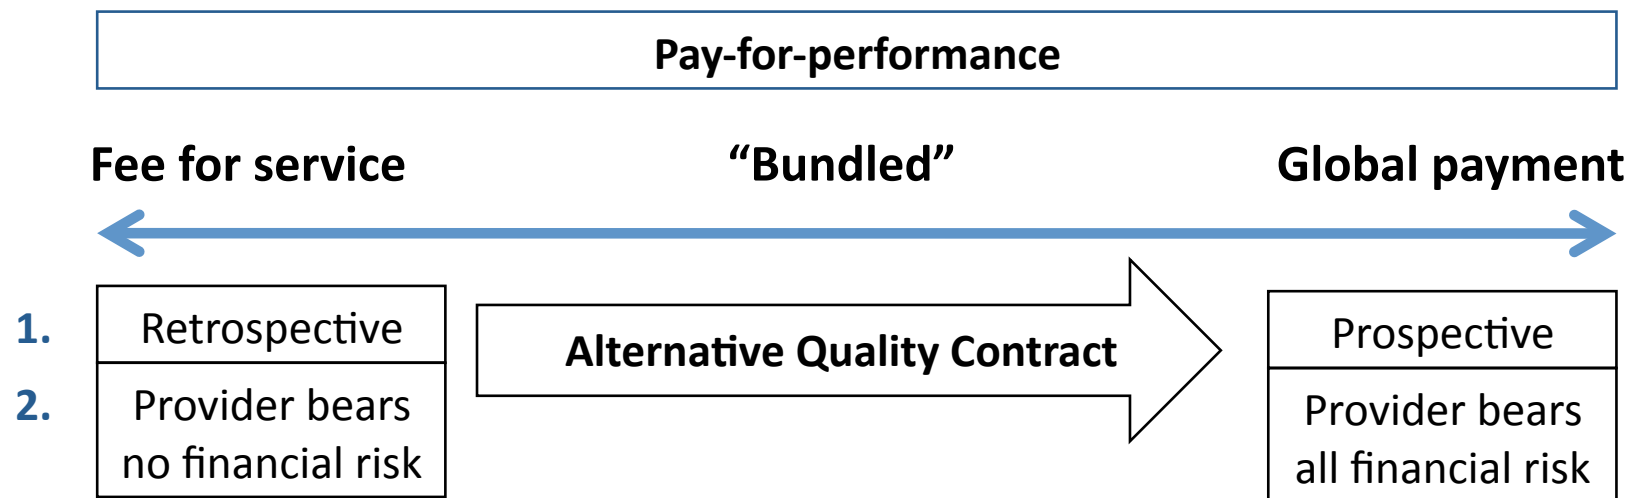 Pay-for-performance
Fee for service
“Bundled”
Global payment
1.
Retrospective
2.
Provider bears
no financial risk
Alternative Quality Contract
Prospective
Provider bears
all financial risk